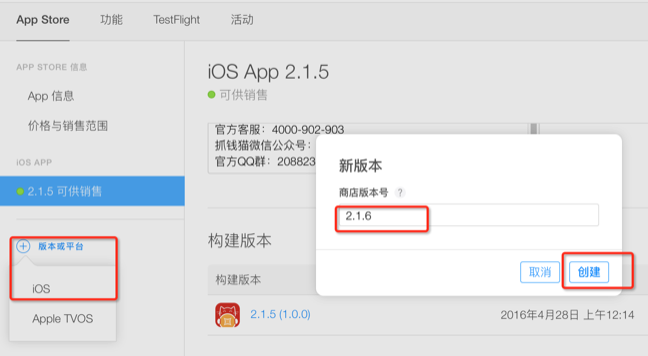 App Store 功能 TestFlight 活动
APP STORE 信息
App 信息
价格与销售范围
iOS APP
2.1.5 可供销售
版本或平台
iOS
Apple TVOS
iOS App 2.1.5
可供销售
官方客服：4000-902-903
抓钱猫微信公众号：
官方QQ群：208823
新版本
商店版本号 ?
2.1.6
取消 创建
构建版本
构建版本
2.1.5 (1.0.0) 2016年4月28日 上午12:14